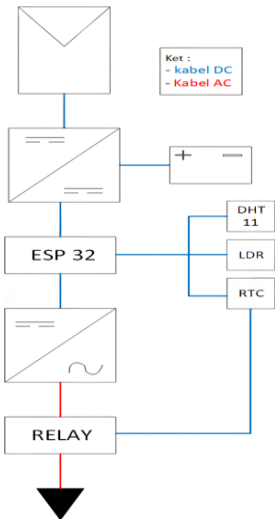 Ket :
- kabel DC
- Kabel AC
+ −
DHT
11
ESP 32
LDR
RTC
RELAY